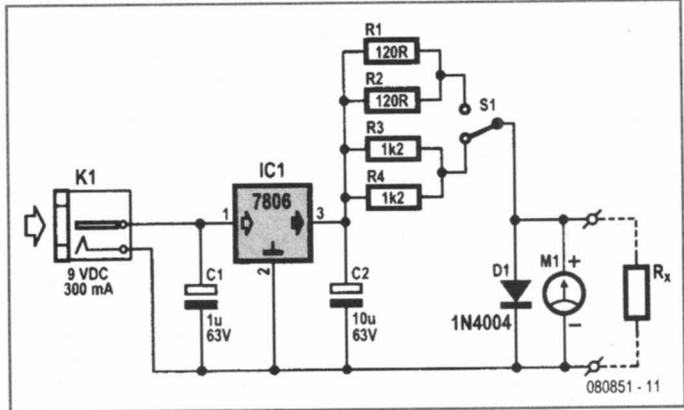 R1
120R
R2
120R
S1
R3
1k2
R4
1k2
K1
IC1
7806
1
3
2
9 VDC
300 mA
C1
1u
63V
C2
10u
63V
D1
1N4004
M1
+
–
Rx
080851 - 11